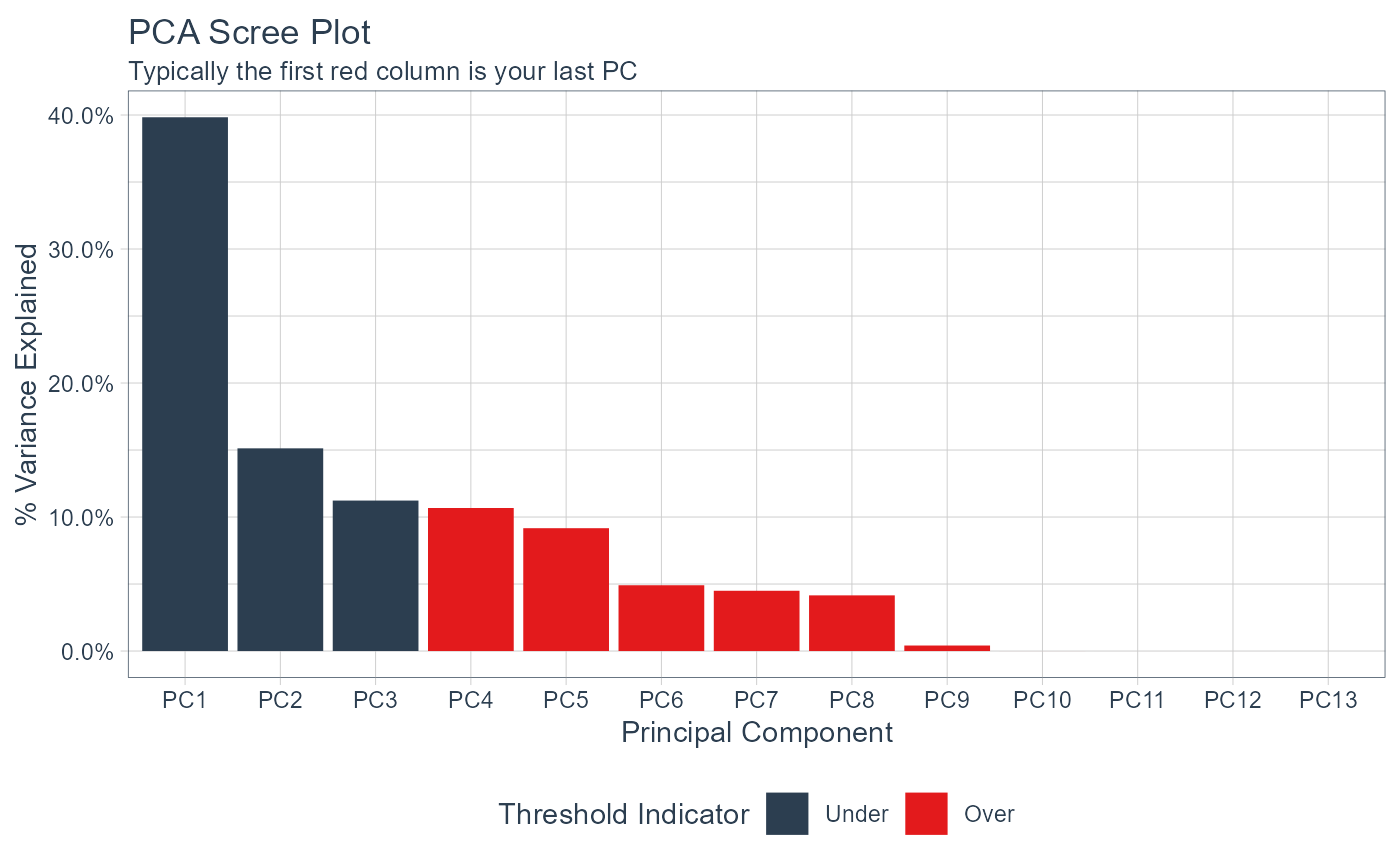 PCA Scree Plot
Typically the first red column is your last PC
% Variance Explained
40.0%
30.0%
20.0%
10.0%
0.0%
PC1 PC2 PC3 PC4 PC5 PC6 PC7 PC8 PC9 PC10 PC11 PC12 PC13
Principal Component
Threshold Indicator Under Over